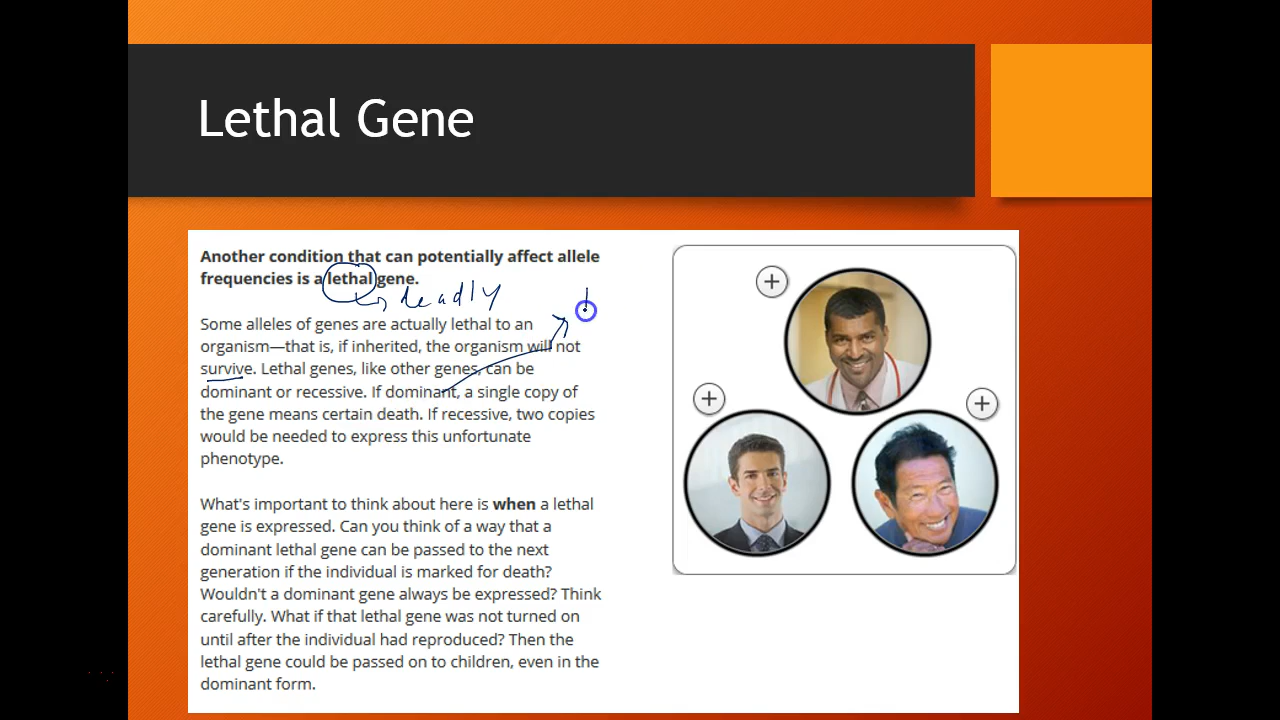 Lethal Gene
Another condition that can potentially affect allele
frequencies is a lethal gene.
deadly
Some alleles of genes are actually lethal to an
organism—that is, if inherited, the organism will not
survive. Lethal genes, like other genes, can be
dominant or recessive. If dominant, a single copy of
the gene means certain death. If recessive, two copies
would be needed to express this unfortunate
phenotype.
What's important to think about here is when a lethal
gene is expressed. Can you think of a way that a
dominant lethal gene can be passed to the next
generation if the individual is marked for death?
Wouldn't a dominant gene always be expressed? Think
carefully. What if that lethal gene was not turned on
until after the individual had reproduced? Then the
lethal gene could be passed on to children, even in the
dominant form.